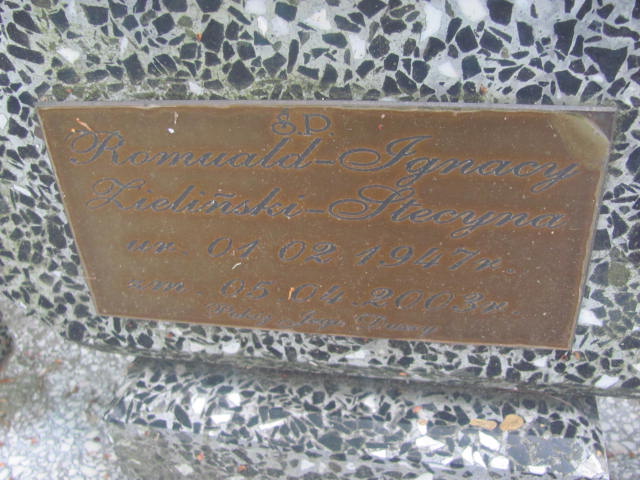 Ś.P.
Romuald-Ignacy
Zieliński-Stecyna
ur. 01.02.1947r.
zm. 05.04.2003r.